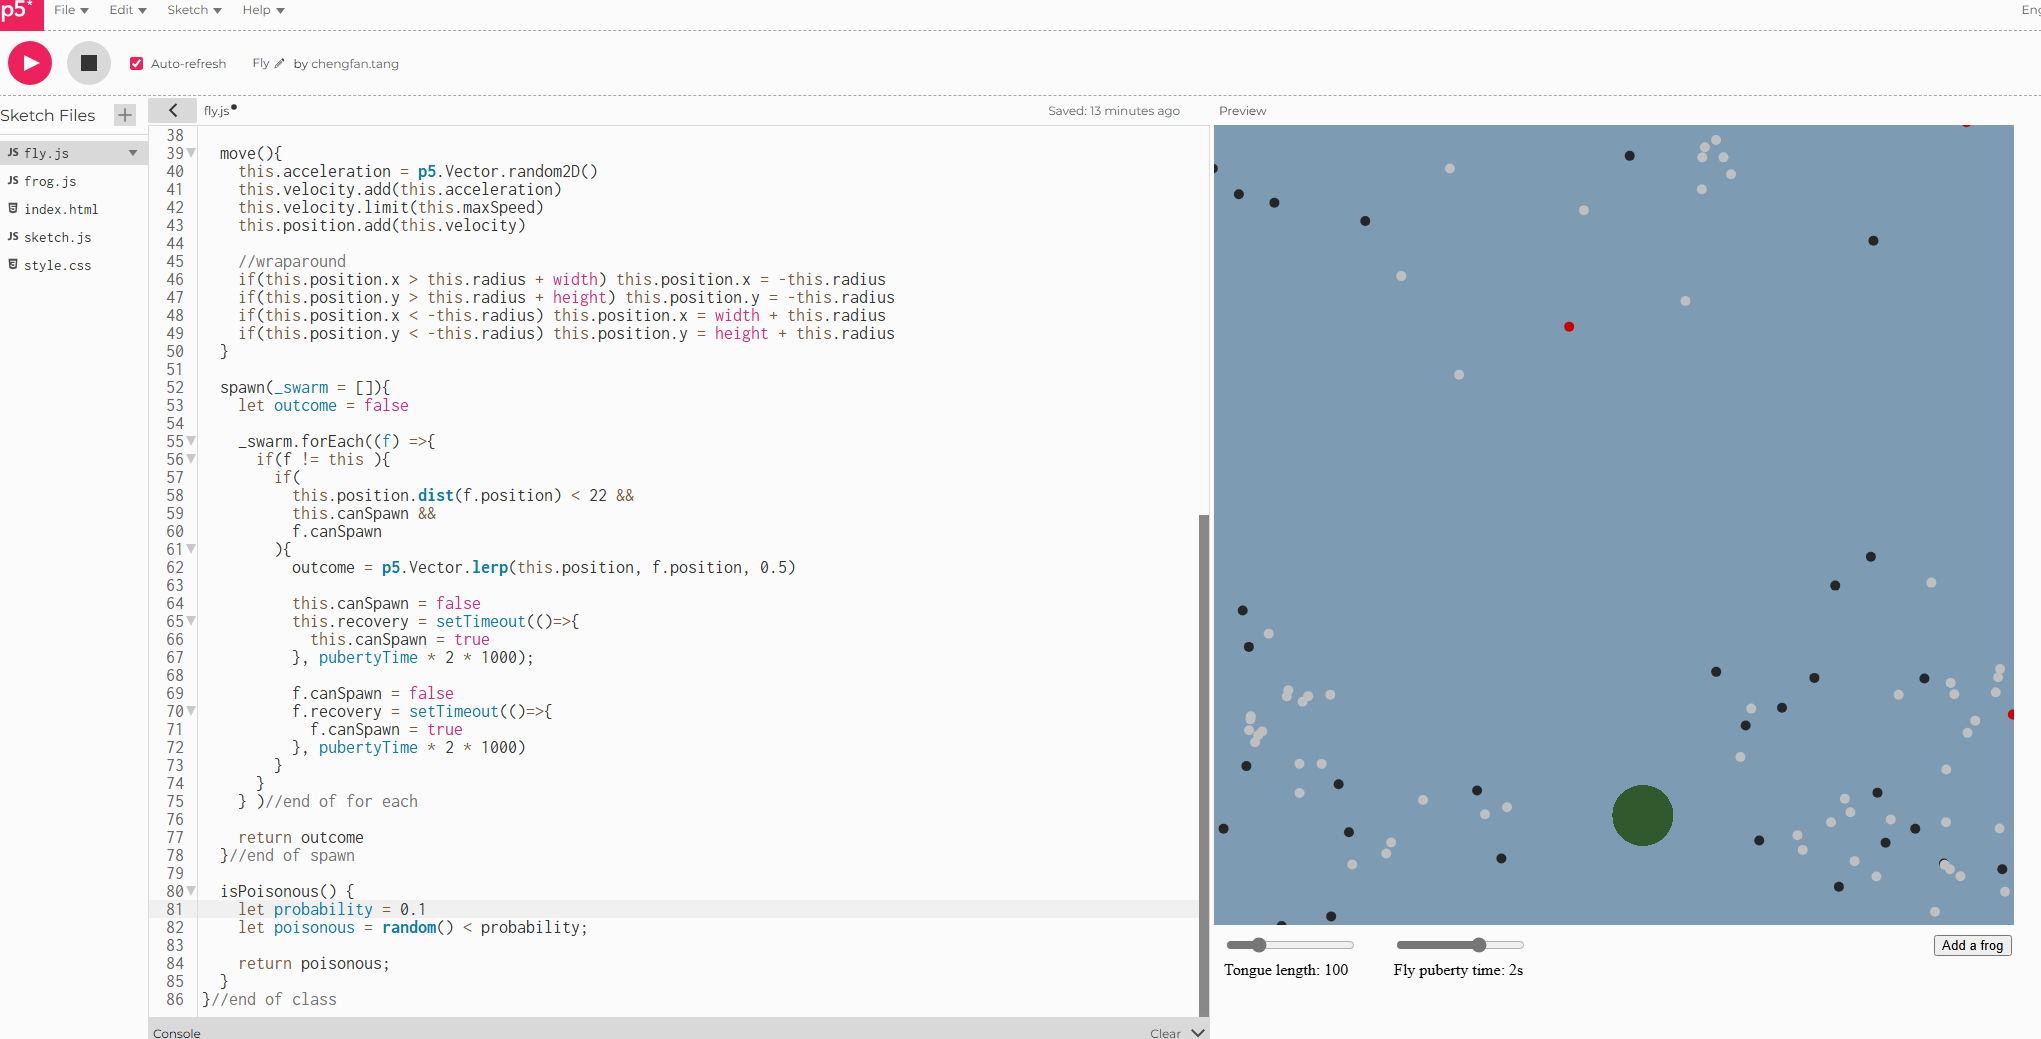 p5* File Edit Sketch Help Eng
Auto-refresh Fly by chengfan.tang
Sketch Files +
fly.js• Saved: 13 minutes ago Preview
JS fly.js
JS frog.js
index.html
JS sketch.js
style.css
38
39 move(){
40 this.acceleration = p5.Vector.random2D()
41 this.velocity.add(this.acceleration)
42 this.velocity.limit(this.maxSpeed)
43 this.position.add(this.velocity)
44
45 //wraparound
46 if(this.position.x > this.radius + width) this.position.x = -this.radius
47 if(this.position.y > this.radius + height) this.position.y = -this.radius
48 if(this.position.x < -this.radius) this.position.x = width + this.radius
49 if(this.position.y < -this.radius) this.position.y = height + this.radius
50 }
51
52 spawn(_swarm = []){
53 let outcome = false
54
55 _swarm.forEach((f) =>{
56 if(f != this ){
57 if(
58 this.position.dist(f.position) < 22 &&
59 this.canSpawn &&
60 f.canSpawn
61 ){
62 outcome = p5.Vector.lerp(this.position, f.position, 0.5)
63
64 this.canSpawn = false
65 this.recovery = setTimeout(()=>{
66 this.canSpawn = true
67 }, pubertyTime * 2 * 1000);
68
69 f.canSpawn = false
70 f.recovery = setTimeout(()=>{
71 f.canSpawn = true
72 }, pubertyTime * 2 * 1000)
73 }
74 }
75 } )//end of for each
76
77 return outcome
78 }//end of spawn
79
80 isPoisonous() {
81 let probability = 0.1
82 let poisonous = random() < probability;
83
84 return poisonous;
85 }
86 }//end of class
Console Clear
Add a frog
Tongue length: 100 Fly puberty time: 2s